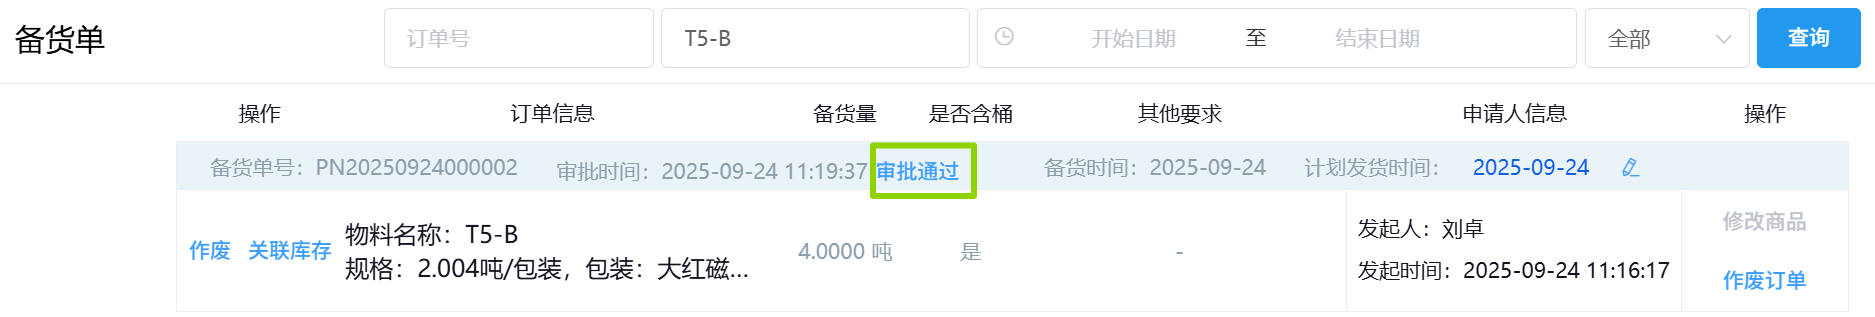 备货单 订单号 T5-B 开始日期 至 结束日期 全部 查询
操作 订单信息 备货量 是否含桶 其他要求 申请人信息 操作
备货单号：PN20250924000002 审批时间：2025-09-24 11:19:37 审批通过 备货时间：2025-09-24 计划发货时间： 2025-09-24
作废 关联库存 物料名称：T5-B 4.0000 吨 是 - 发起人：刘卓 修改商品
规格：2.004吨/包装，包装：大红磁... 发起时间：2025-09-24 11:16:17 作废订单